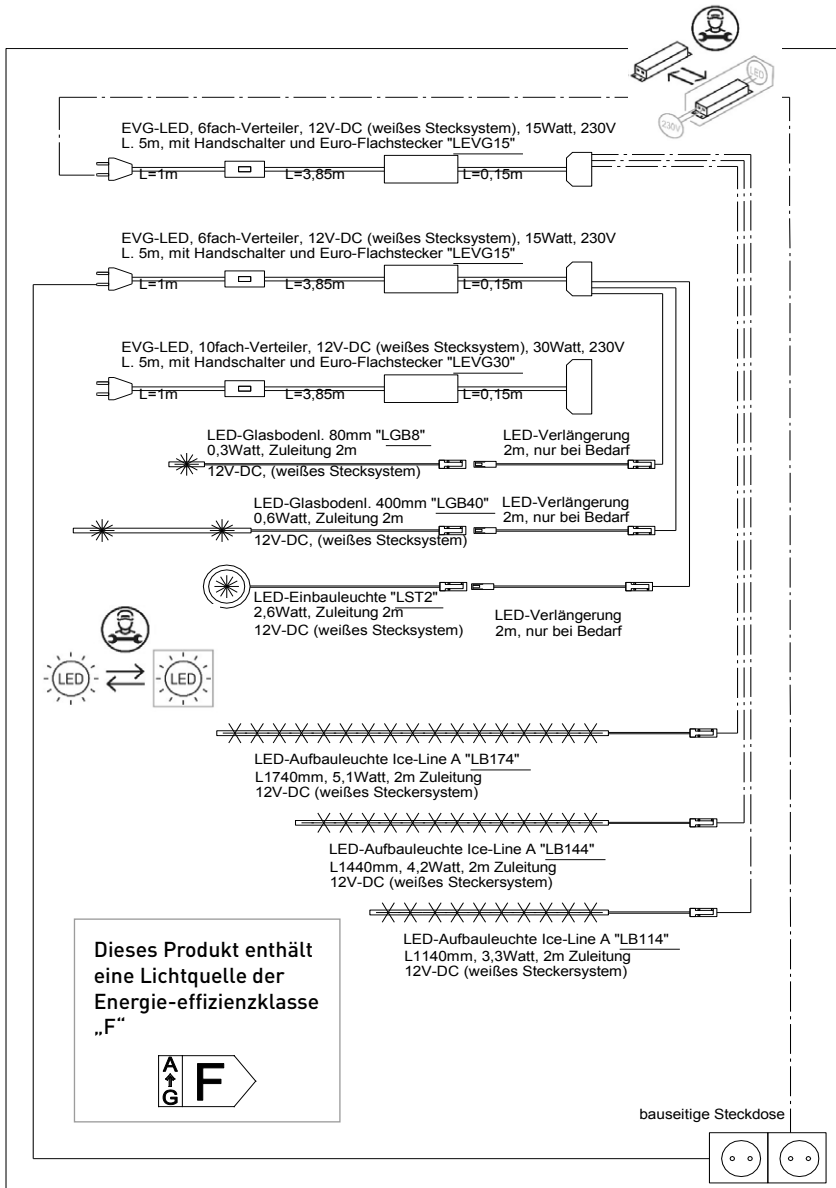 LED
230V
EVG-LED, 6fach-Verteiler, 12V-DC (weißes Stecksystem), 15Watt, 230V
L. 5m, mit Handschalter und Euro-Flachstecker "LEVG15"
L=1m L=3,85m L=0,15m
EVG-LED, 6fach-Verteiler, 12V-DC (weißes Stecksystem), 15Watt, 230V
L. 5m, mit Handschalter und Euro-Flachstecker "LEVG15"
L=1m L=3,85m L=0,15m
EVG-LED, 10fach-Verteiler, 12V-DC (weißes Stecksystem), 30Watt, 230V
L. 5m, mit Handschalter und Euro-Flachstecker "LEVG30"
L=1m L=3,85m L=0,15m
LED-Glasbodenl. 80mm "LGB8"
0,3Watt, Zuleitung 2m
12V-DC, (weißes Stecksystem)
LED-Verlängerung
2m, nur bei Bedarf
LED-Glasbodenl. 400mm "LGB40"
0,6Watt, Zuleitung 2m
12V-DC, (weißes Stecksystem)
LED-Verlängerung
2m, nur bei Bedarf
LED-Einbauleuchte "LST2"
2,6Watt, Zuleitung 2m
12V-DC (weißes Stecksystem)
LED-Verlängerung
2m, nur bei Bedarf
LED LED
LED-Aufbauleuchte Ice-Line A "LB174"
L1740mm, 5,1Watt, 2m Zuleitung
12V-DC (weißes Steckersystem)
LED-Aufbauleuchte Ice-Line A "LB144"
L1440mm, 4,2Watt, 2m Zuleitung
12V-DC (weißes Steckersystem)
LED-Aufbauleuchte Ice-Line A "LB114"
L1140mm, 3,3Watt, 2m Zuleitung
12V-DC (weißes Steckersystem)
Dieses Produkt enthält
eine Lichtquelle der
Energie-effizienzklasse
„F“
A
G
F
bauseitige Steckdose